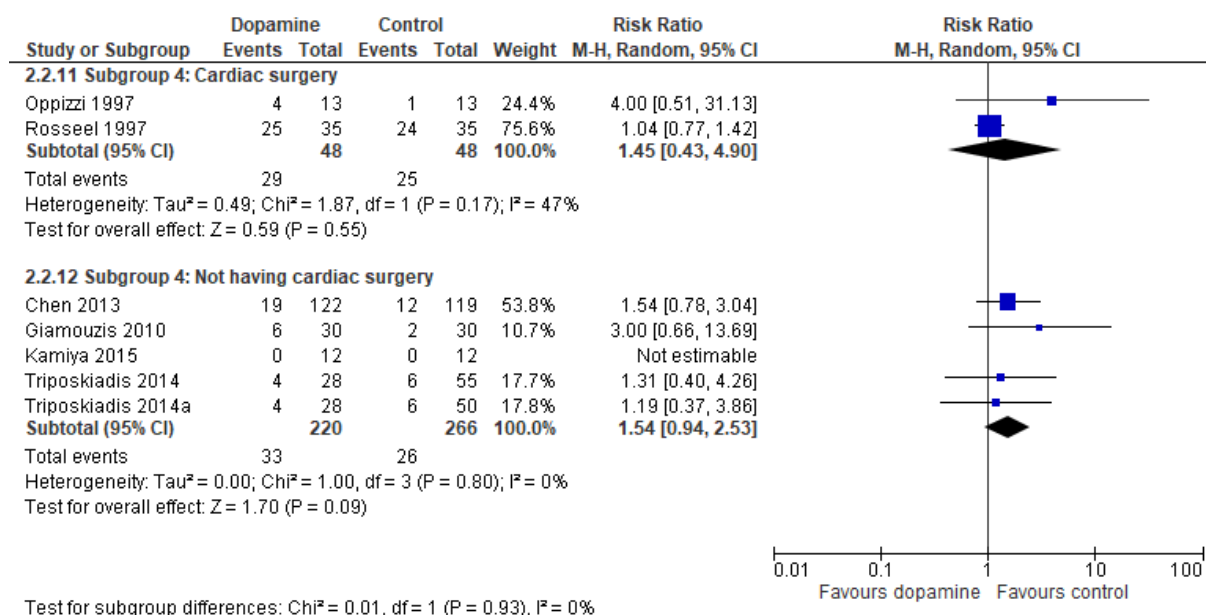 Dopamine Control Risk Ratio Risk Ratio
Study or Subgroup Events Total Events Total Weight M-H, Random, 95% CI M-H, Random, 95% CI
2.2.11 Subgroup 4: Cardiac surgery
Oppizzi 1997 4 13 1 13 24.4% 4.00 [0.51, 31.13]
Rosseel 1997 25 35 24 35 75.6% 1.04 [0.77, 1.42]
Subtotal (95% CI) 48 48 100.0% 1.45 [0.43, 4.90]
Total events 29 25
Heterogeneity: Tau² = 0.49; Chi² = 1.87, df = 1 (P = 0.17); I² = 47%
Test for overall effect: Z = 0.59 (P = 0.55)
2.2.12 Subgroup 4: Not having cardiac surgery
Chen 2013 19 122 12 119 53.8% 1.54 [0.78, 3.04]
Giamouzis 2010 6 30 2 30 10.7% 3.00 [0.66, 13.69]
Kamiya 2015 0 12 0 12 Not estimable
Triposkiadis 2014 4 28 6 55 17.7% 1.31 [0.40, 4.26]
Triposkiadis 2014a 4 28 6 50 17.8% 1.19 [0.37, 3.86]
Subtotal (95% CI) 220 266 100.0% 1.54 [0.94, 2.53]
Total events 33 26
Heterogeneity: Tau² = 0.00; Chi² = 1.00, df = 3 (P = 0.80); I² = 0%
Test for overall effect: Z = 1.70 (P = 0.09)
0.01 0.1 1 10 100
Favours dopamine Favours control
Test for subgroup differences: Chi² = 0.01, df = 1 (P = 0.93), I² = 0%